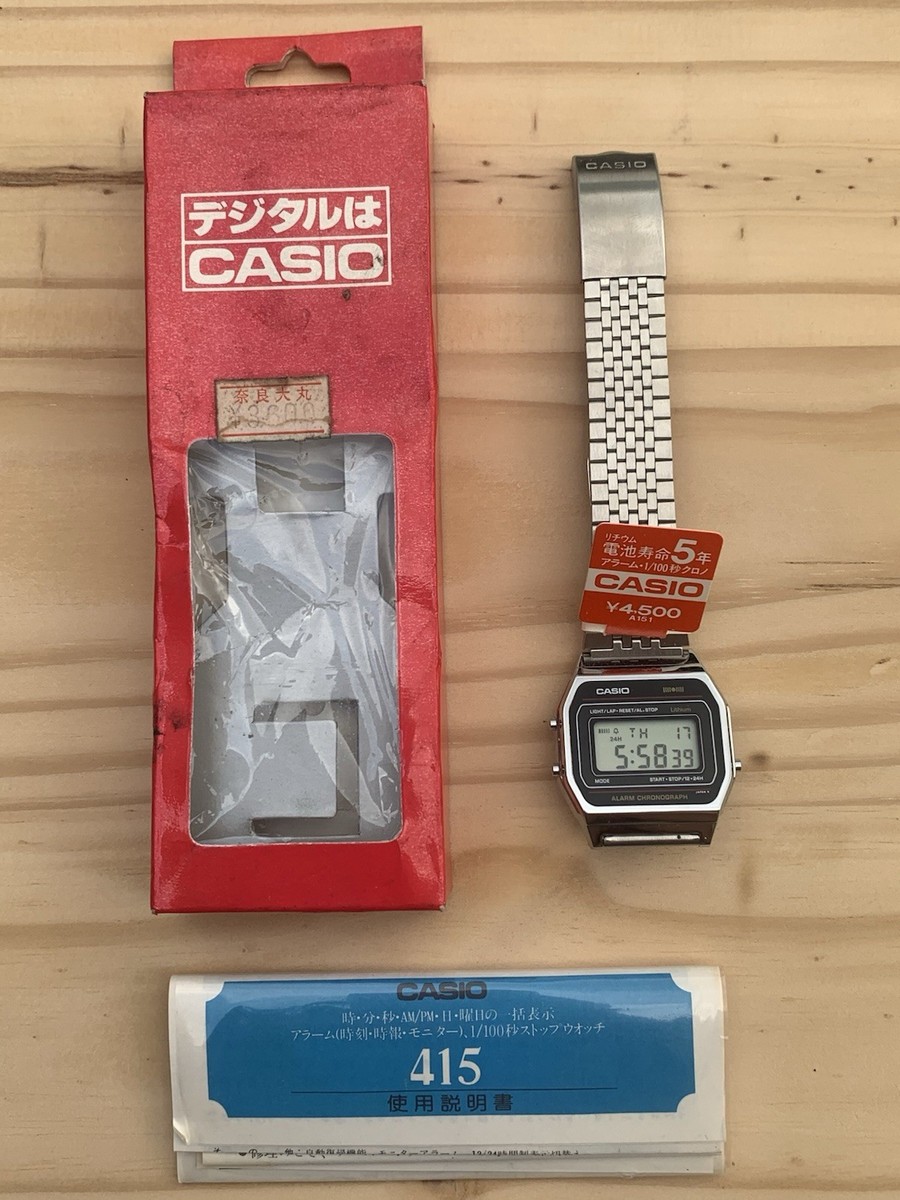 デジタルは
CASIO
奈良大丸
¥3600
CASIO
リチウム
電池寿命5年
アラーム・1/100秒クロノ
CASIO
¥4,500
A151
CASIO
LIGHT/LAP・RESET/AL.STOP Lithium
24H TH 17
5:58 39
MODE START・STOP/12・24H
ALARM CHRONOGRAPH
CASIO
時・分・秒・AM/PM・日・曜日の一括表示
アラーム(時刻・時報・モニター)、1/100秒ストップウオッチ
415
使用説明書